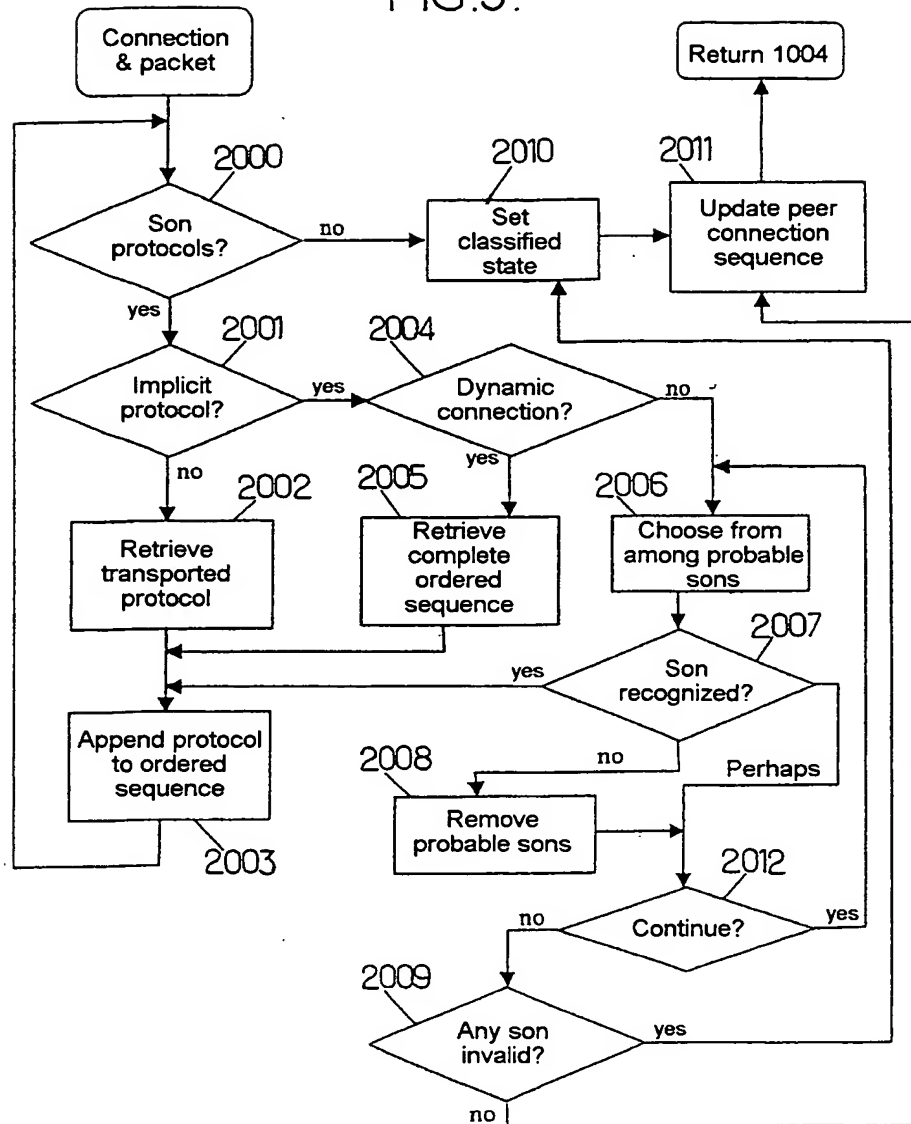 FIG.5.
Connection
& packet
Return 1004
2000
2010
2011
Son
protocols?
no
Set
classified
state
Update peer
connection
sequence
yes
2001
2004
Implicit
protocol?
yes
Dynamic
connection?
no
no
yes
2002
2005
2006
Retrieve
transported
protocol
Retrieve
complete
ordered
sequence
Choose from
among probable
sons
2007
yes
Son
recognized?
Append protocol
to ordered
sequence
2003
no
Perhaps
2008
Remove
probable sons
2012
no
Continue?
yes
2009
Any son
invalid?
yes
no